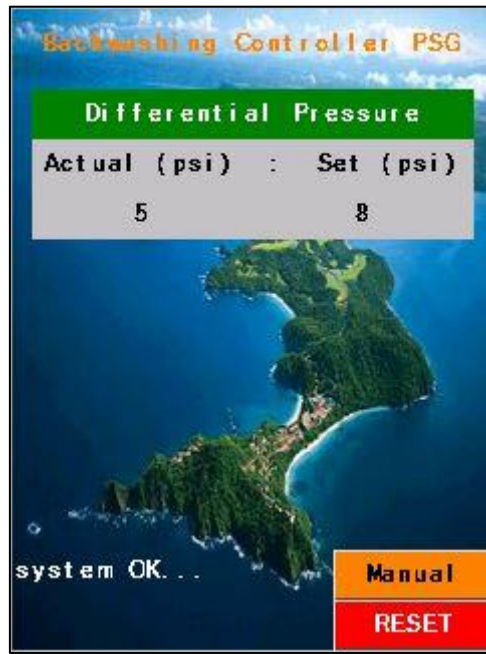 Backwashing Controller PSG
Differential Pressure
Actual (psi) : Set (psi)
5 8
system OK...
Manual
RESET